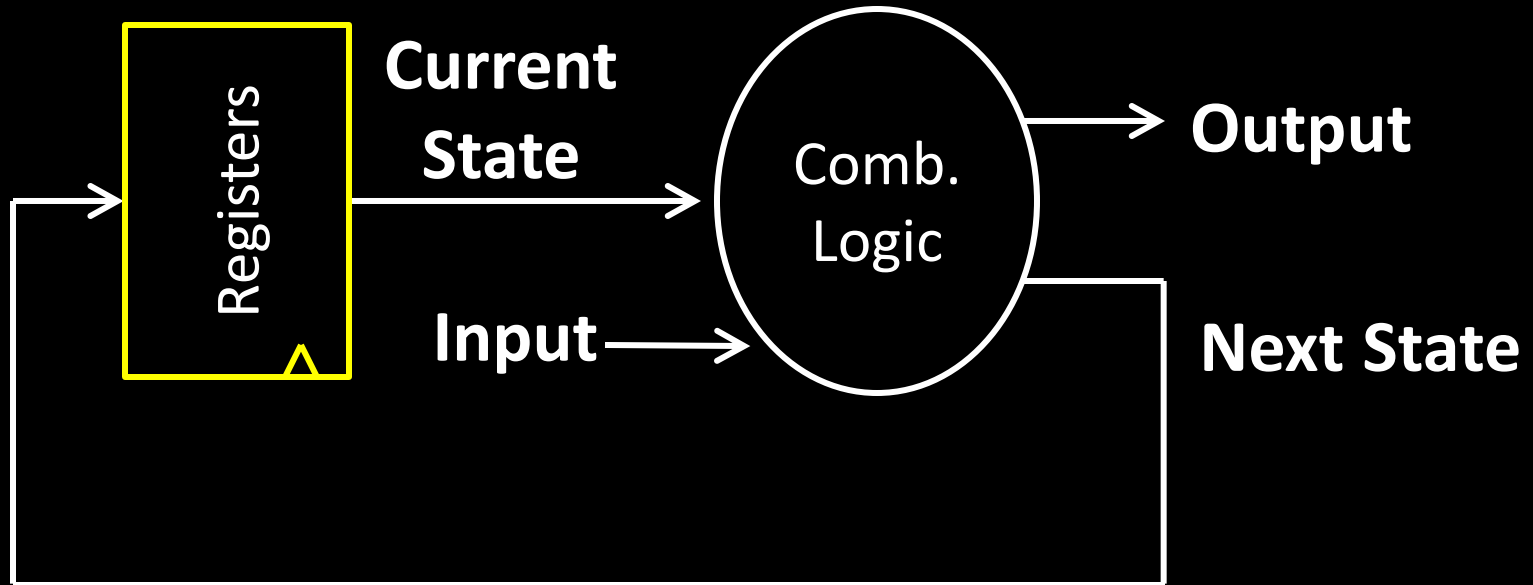 Registers
Current
State
Input
Comb.
Logic
Output
Next State